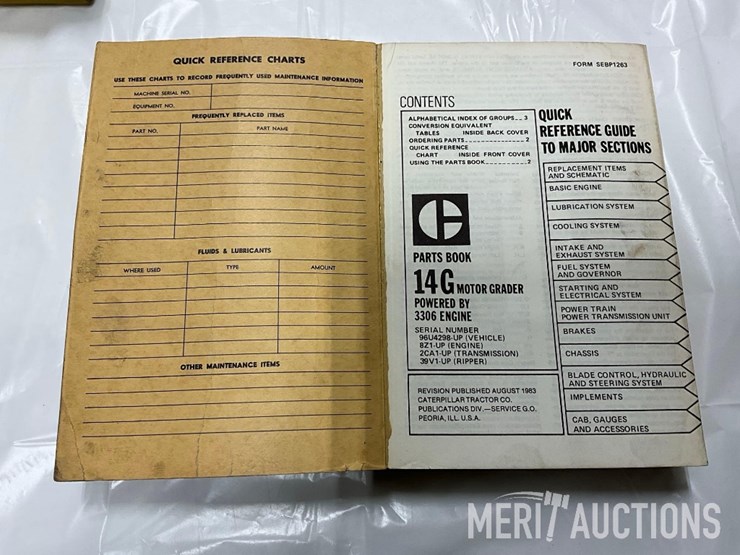 QUICK REFERENCE CHARTS
USE THESE CHARTS TO RECORD FREQUENTLY USED MAINTENANCE INFORMATION
MACHINE SERIAL NO.
EQUIPMENT NO.
FREQUENTLY REPLACED ITEMS
PART NO. PART NAME
FLUIDS & LUBRICANTS
WHERE USED TYPE AMOUNT
OTHER MAINTENANCE ITEMS
FORM SEBP1263
CONTENTS
ALPHABETICAL INDEX OF GROUPS__ 3
CONVERSION EQUIVALENT
TABLES INSIDE BACK COVER
ORDERING PARTS______________ 2
QUICK REFERENCE
CHART INSIDE FRONT COVER
USING THE PARTS BOOK__________2
PARTS BOOK
14G MOTOR GRADER
POWERED BY
3306 ENGINE
SERIAL NUMBER
96U4298-UP (VEHICLE)
8Z1-UP (ENGINE)
2CA1-UP (TRANSMISSION)
39V1-UP (RIPPER)
REVISION PUBLISHED AUGUST 1983
CATERPILLAR TRACTOR CO.
PUBLICATIONS DIV.—SERVICE G.O.
PEORIA, ILL. U.S.A.
QUICK
REFERENCE GUIDE
TO MAJOR SECTIONS
REPLACEMENT ITEMS
AND SCHEMATIC
BASIC ENGINE
LUBRICATION SYSTEM
COOLING SYSTEM
INTAKE AND
EXHAUST SYSTEM
FUEL SYSTEM
AND GOVERNOR
STARTING AND
ELECTRICAL SYSTEM
POWER TRAIN
POWER TRANSMISSION UNIT
BRAKES
CHASSIS
BLADE CONTROL, HYDRAULIC
AND STEERING SYSTEM
IMPLEMENTS
CAB, GAUGES
AND ACCESSORIES
MERIT AUCTIONS